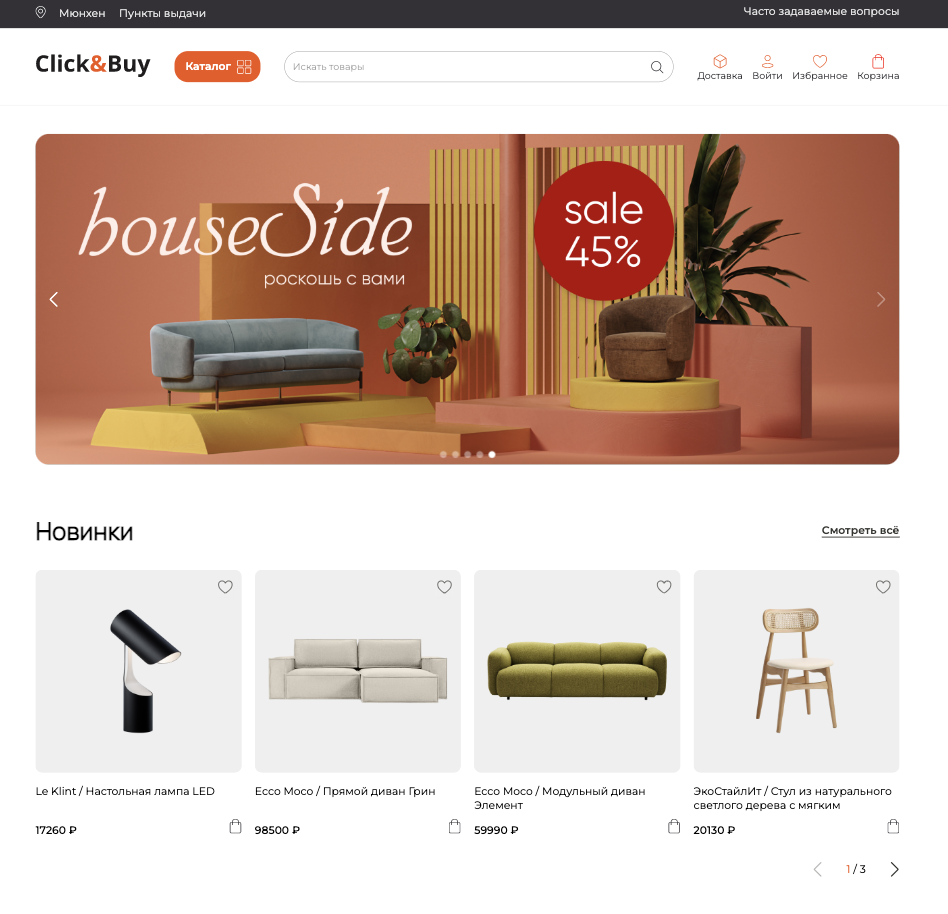 Мюнхен Пункты выдачи Часто задаваемые вопросы
Click&Buy Каталог Искать товары Доставка Войти Избранное Корзина
houseSide
роскошь с вами
sale
45%
Новинки Смотреть всё
Le Klint / Настольная лампа LED
17260 ₽
Ecco Moco / Прямой диван Грин
98500 ₽
Ecco Moco / Модульный диван
Элемент
59990 ₽
ЭкоСтайлИт / Стул из натурального
светлого дерева с мягким
20130 ₽
1 / 3